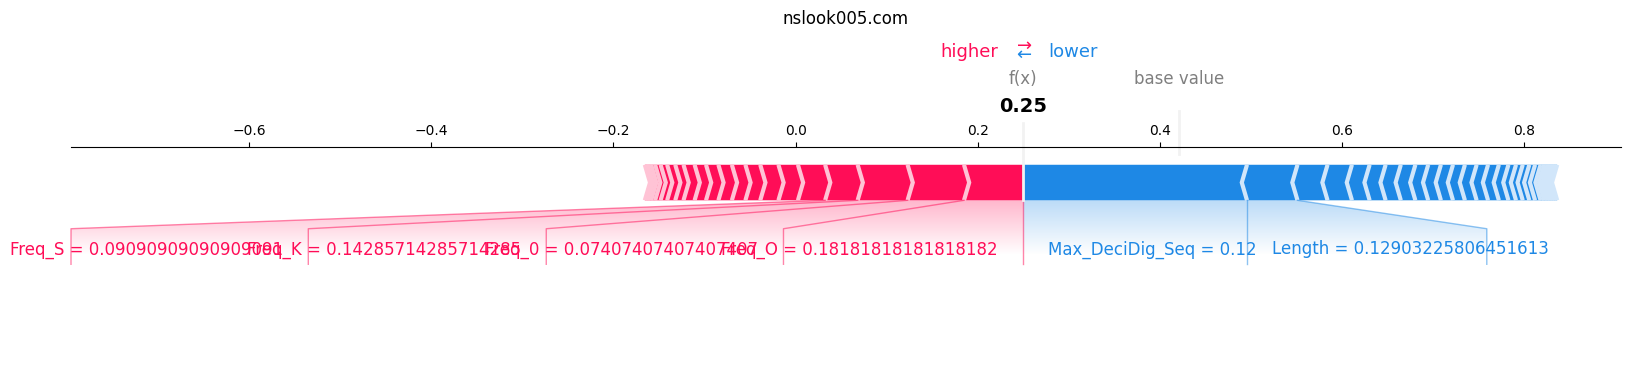 nslook005.com
higher ⇄ lower
f(x) base value
0.25
−0.6 −0.4 −0.2 0.0 0.2 0.4 0.6 0.8
Freq_S = 0.09090909090909091 Freq_K = 0.14285714285714285 Freq_0 = 0.07407407407407407 Freq_O = 0.18181818181818182 Max_DeciDig_Seq = 0.12 Length = 0.12903225806451613